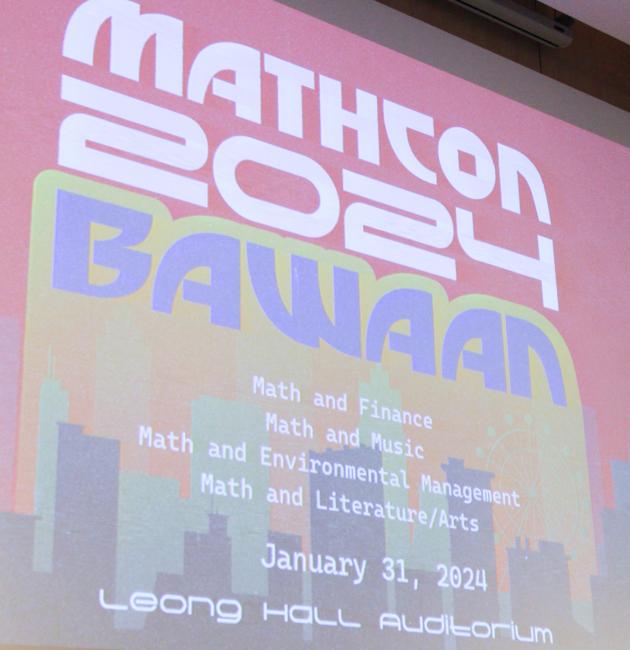 MATHCON
2024
BAWAAN
Math and Finance
Math and Music
Math and Environmental Management
Math and Literature/Arts
January 31, 2024
Leong Hall Auditorium